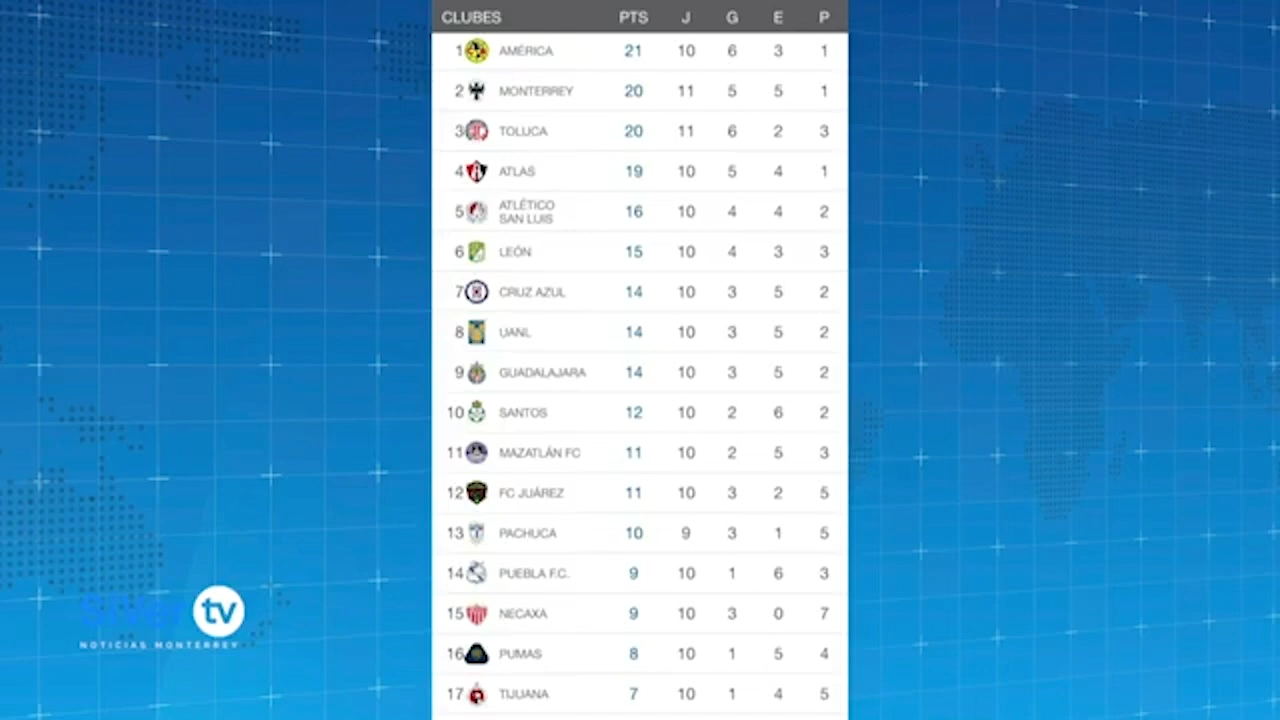 CLUBES PTS J G E P
1 AMÉRICA 21 10 6 3 1
2 MONTERREY 20 11 5 5 1
3 TOLUCA 20 11 6 2 3
4 ATLAS 19 10 5 4 1
5 ATLÉTICO SAN LUIS 16 10 4 4 2
6 LEÓN 15 10 4 3 3
7 CRUZ AZUL 14 10 3 5 2
8 UANL 14 10 3 5 2
9 GUADALAJARA 14 10 3 5 2
10 SANTOS 12 10 2 6 2
11 MAZATLÁN FC 11 10 2 5 3
12 FC JUÁREZ 11 10 3 2 5
13 PACHUCA 10 9 3 1 5
14 PUEBLA F.C. 9 10 1 6 3
15 NECAXA 9 10 3 0 7
16 PUMAS 8 10 1 5 4
17 TIJUANA 7 10 1 4 5
tv
NOTICIAS MONTERREY